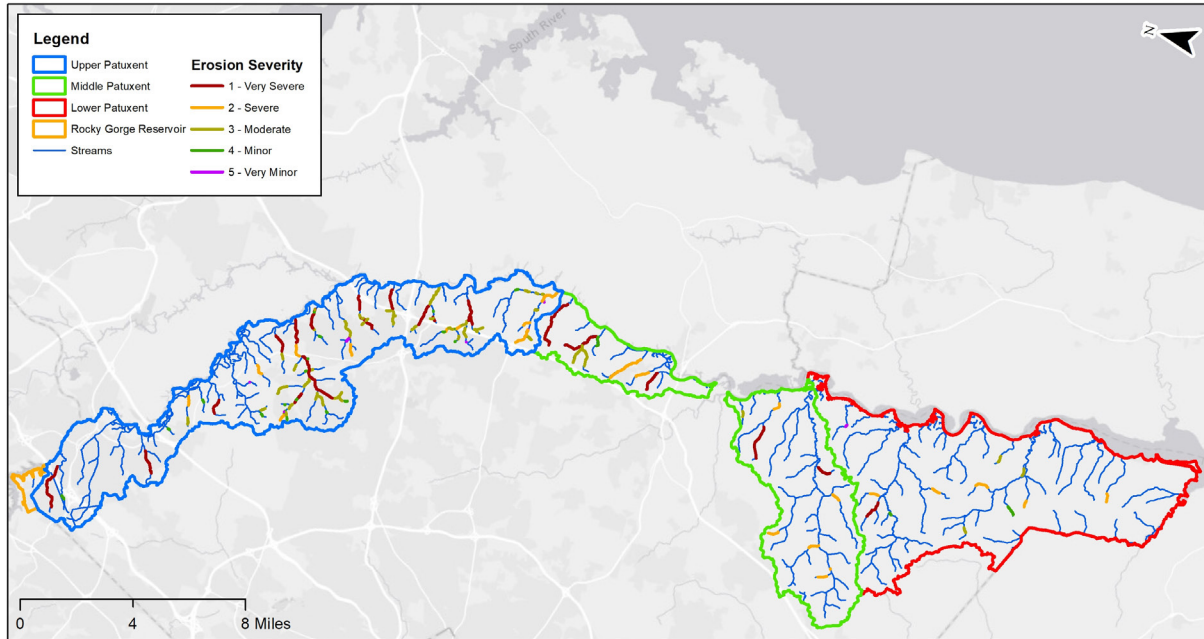 Legend
Upper Patuxent
Middle Patuxent
Lower Patuxent
Rocky Gorge Reservoir
Streams
Erosion Severity
1 - Very Severe
2 - Severe
3 - Moderate
4 - Minor
5 - Very Minor
South River
N
0 4 8 Miles